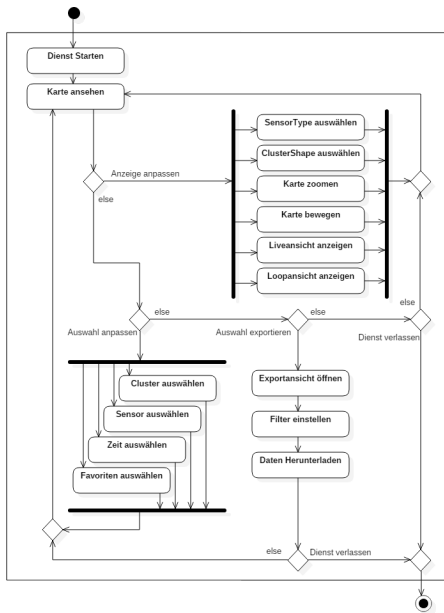 Dienst Starten
Karte ansehen
SensorType auswählen
ClusterShape auswählen
Anzeige anpassen
Karte zoomen
else
Karte bewegen
Liveansicht anzeigen
Loopansicht anzeigen
else
else
else
Auswahl anpassen
Auswahl exportieren
Dienst verlassen
Exportansicht öffnen
Cluster auswählen
Sensor auswählen
Filter einstellen
Zeit auswählen
Daten Herunterladen
Favoriten auswählen
else
Dienst verlassen